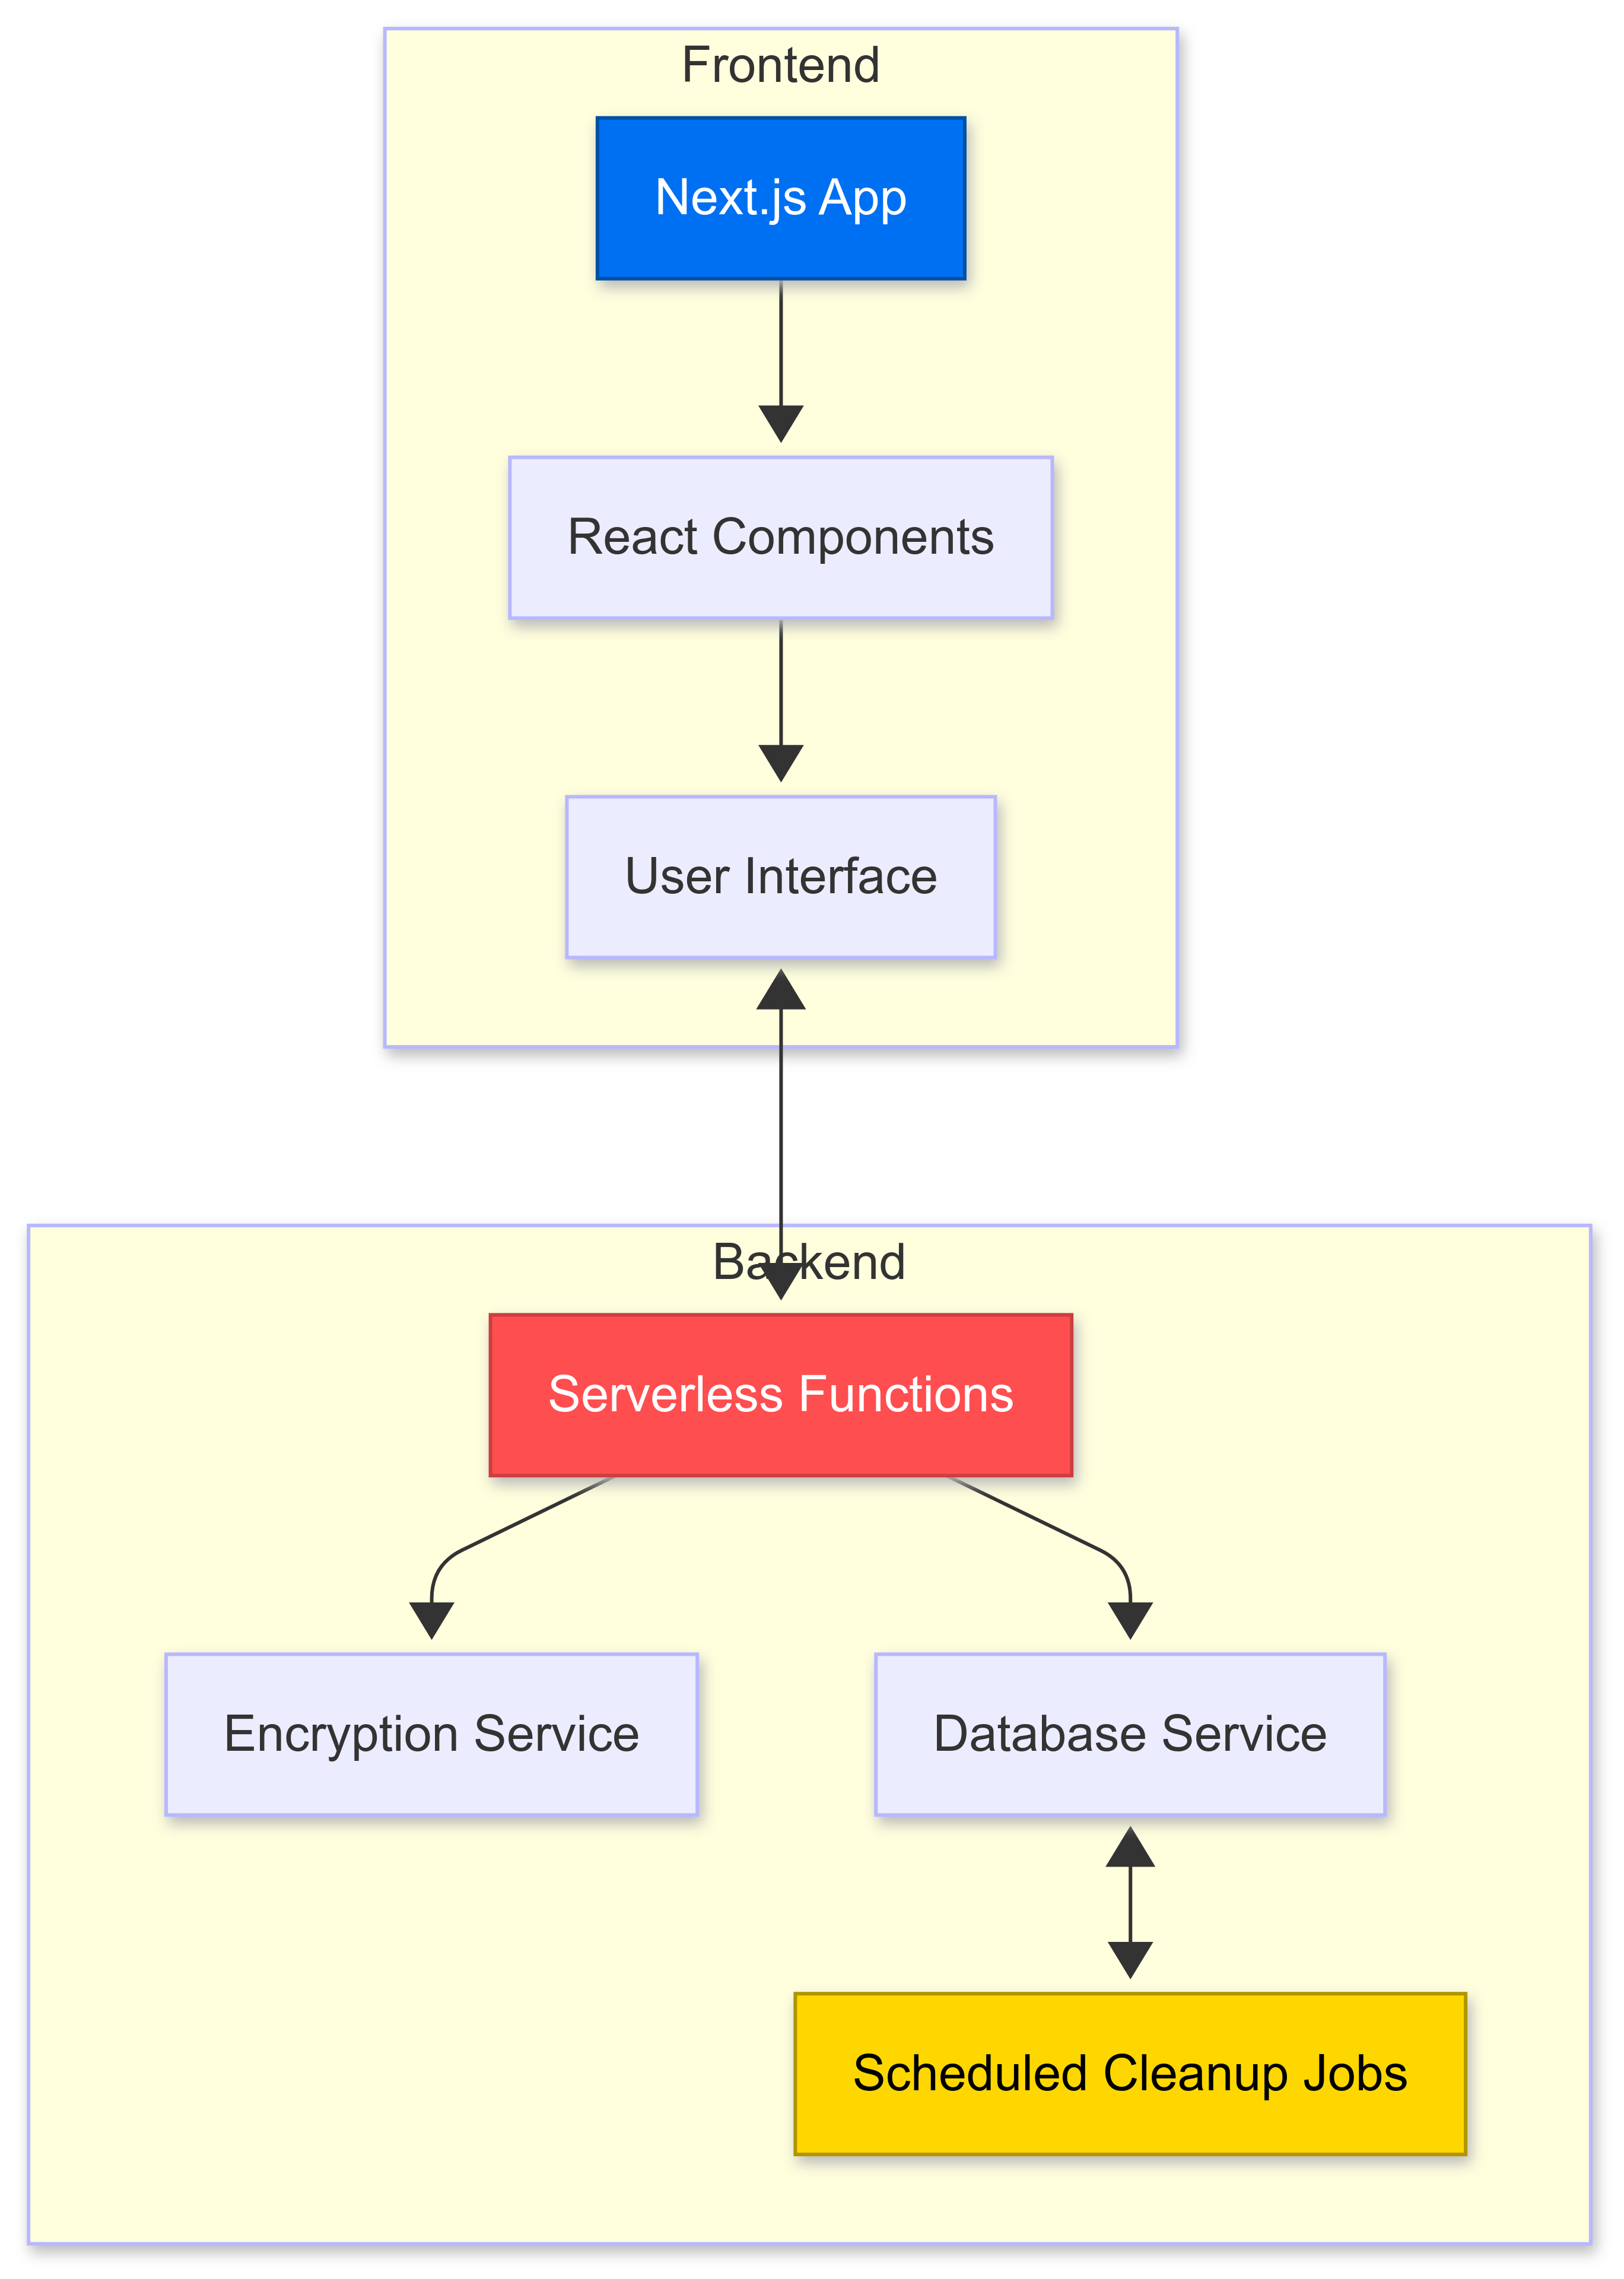 Frontend
Next.js App
React Components
User Interface
Backend
Serverless Functions
Encryption Service
Database Service
Scheduled Cleanup Jobs